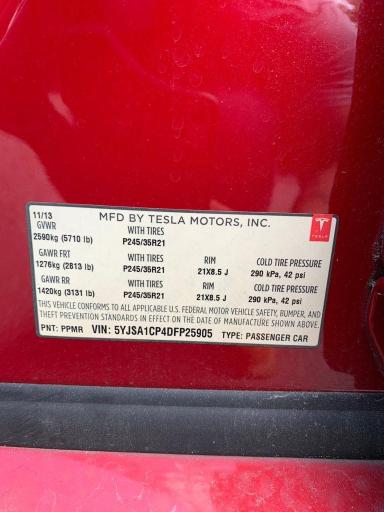 11/13 MFD BY TESLA MOTORS, INC.
GVWR WITH TIRES
2590kg (5710 lb) P245/35R21
GAWR FRT WITH TIRES RIM COLD TIRE PRESSURE
1276kg (2813 lb) P245/35R21 21X8.5 J 290 kPa, 42 psi
GAWR RR WITH TIRES RIM COLD TIRE PRESSURE
1420kg (3131 lb) P245/35R21 21X8.5 J 290 kPa, 42 psi
THIS VEHICLE CONFORMS TO ALL APPLICABLE U.S. FEDERAL MOTOR VEHICLE SAFETY, BUMPER, AND
THEFT PREVENTION STANDARDS IN EFFECT ON THE DATE OF MANUFACTURE SHOWN ABOVE.
PNT: PPMR VIN: 5YJSA1CP4DFP25905 TYPE: PASSENGER CAR
TESLA